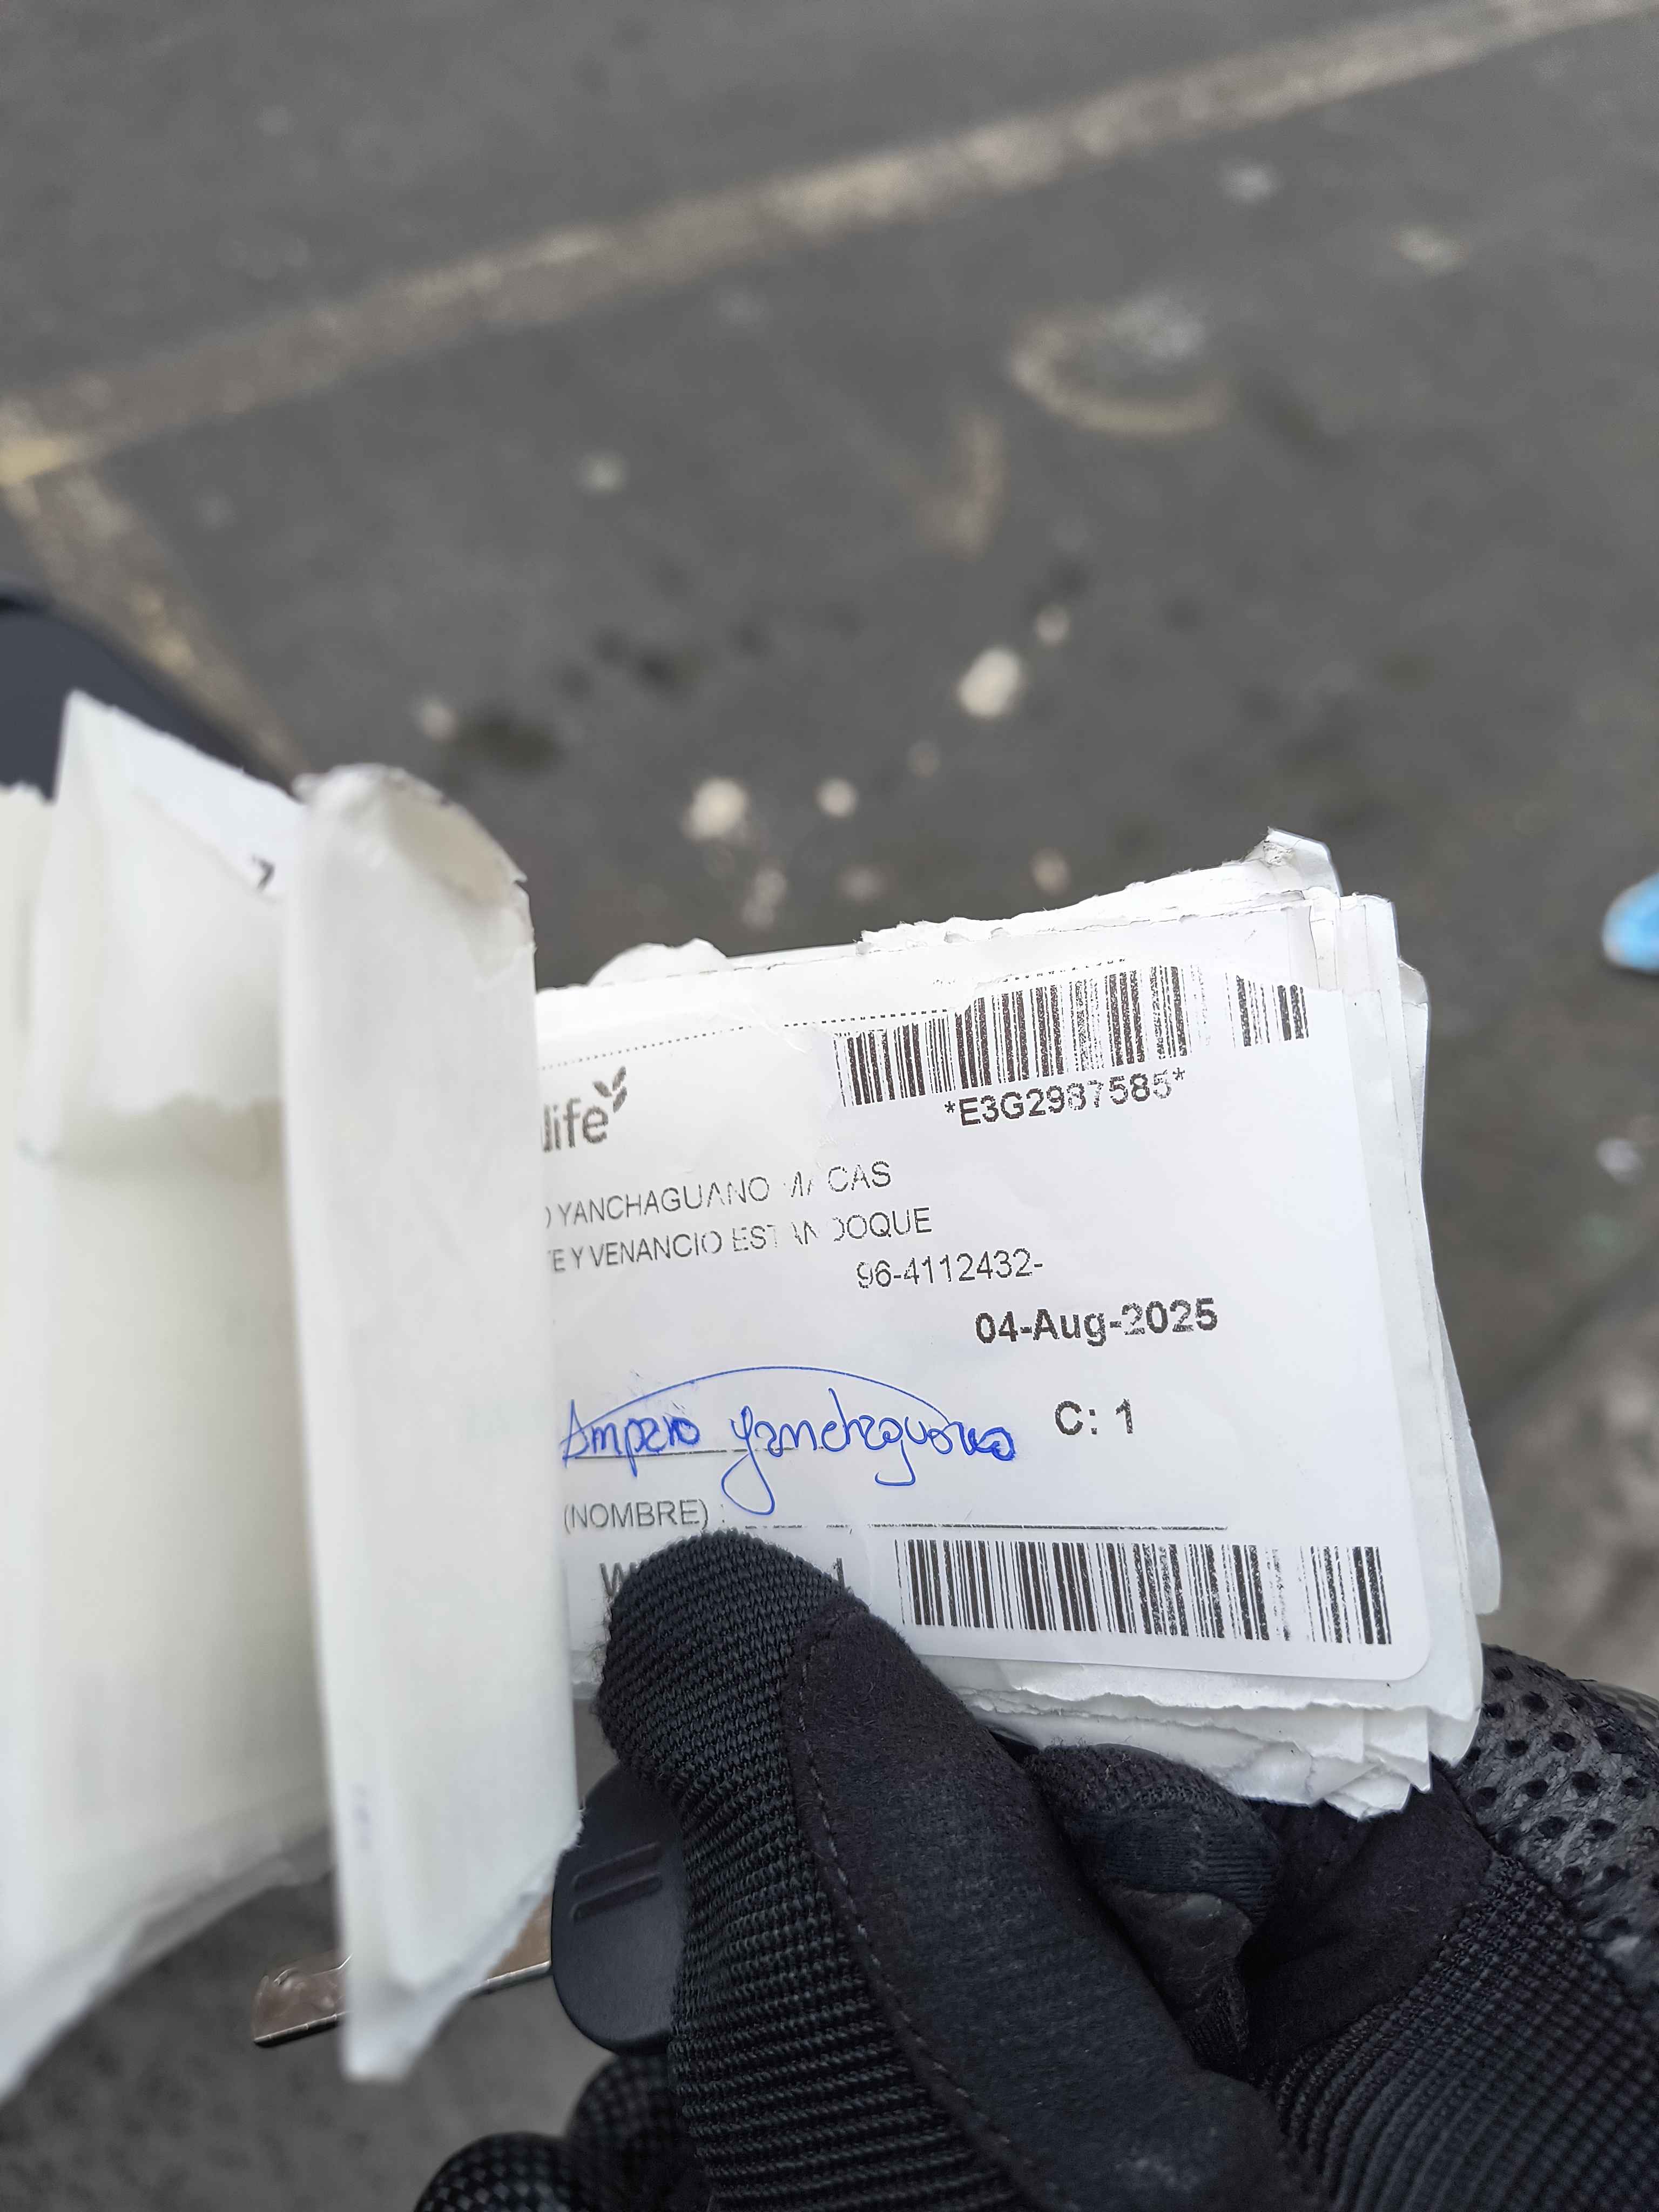 *E3G2987585*
life
YANCHAGUANO
E Y VENANCIO
96-4112432-
04-Aug-2025
Amparo Yanchaguano
C: 1
(NOMBRE) :